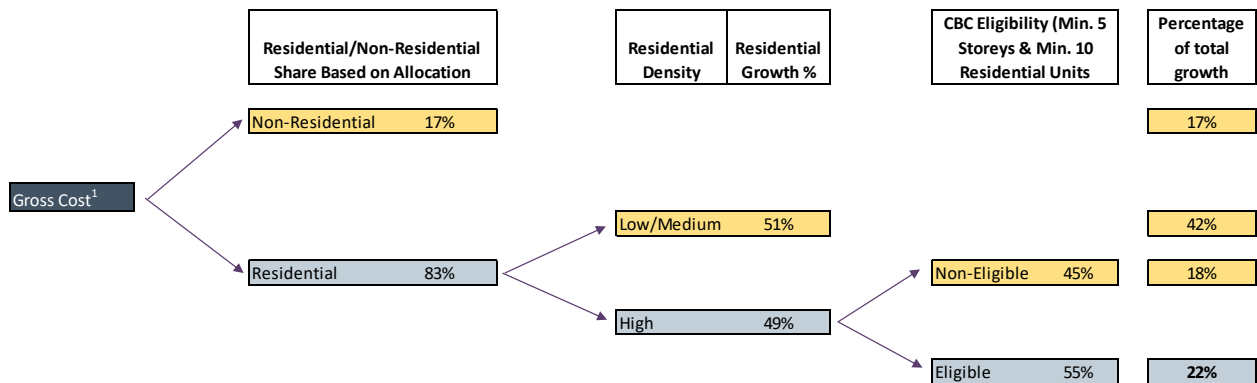 Residential/Non-Residential
Share Based on Allocation
Residential
Density
Residential
Growth %
CBC Eligibility (Min. 5
Storeys & Min. 10
Residential Units
Percentage
of total
growth
Non-Residential 17%
17%
Gross Cost1
Low/Medium 51%
42%
Residential 83%
Non-Eligible 45%
18%
High 49%
Eligible 55%
22%